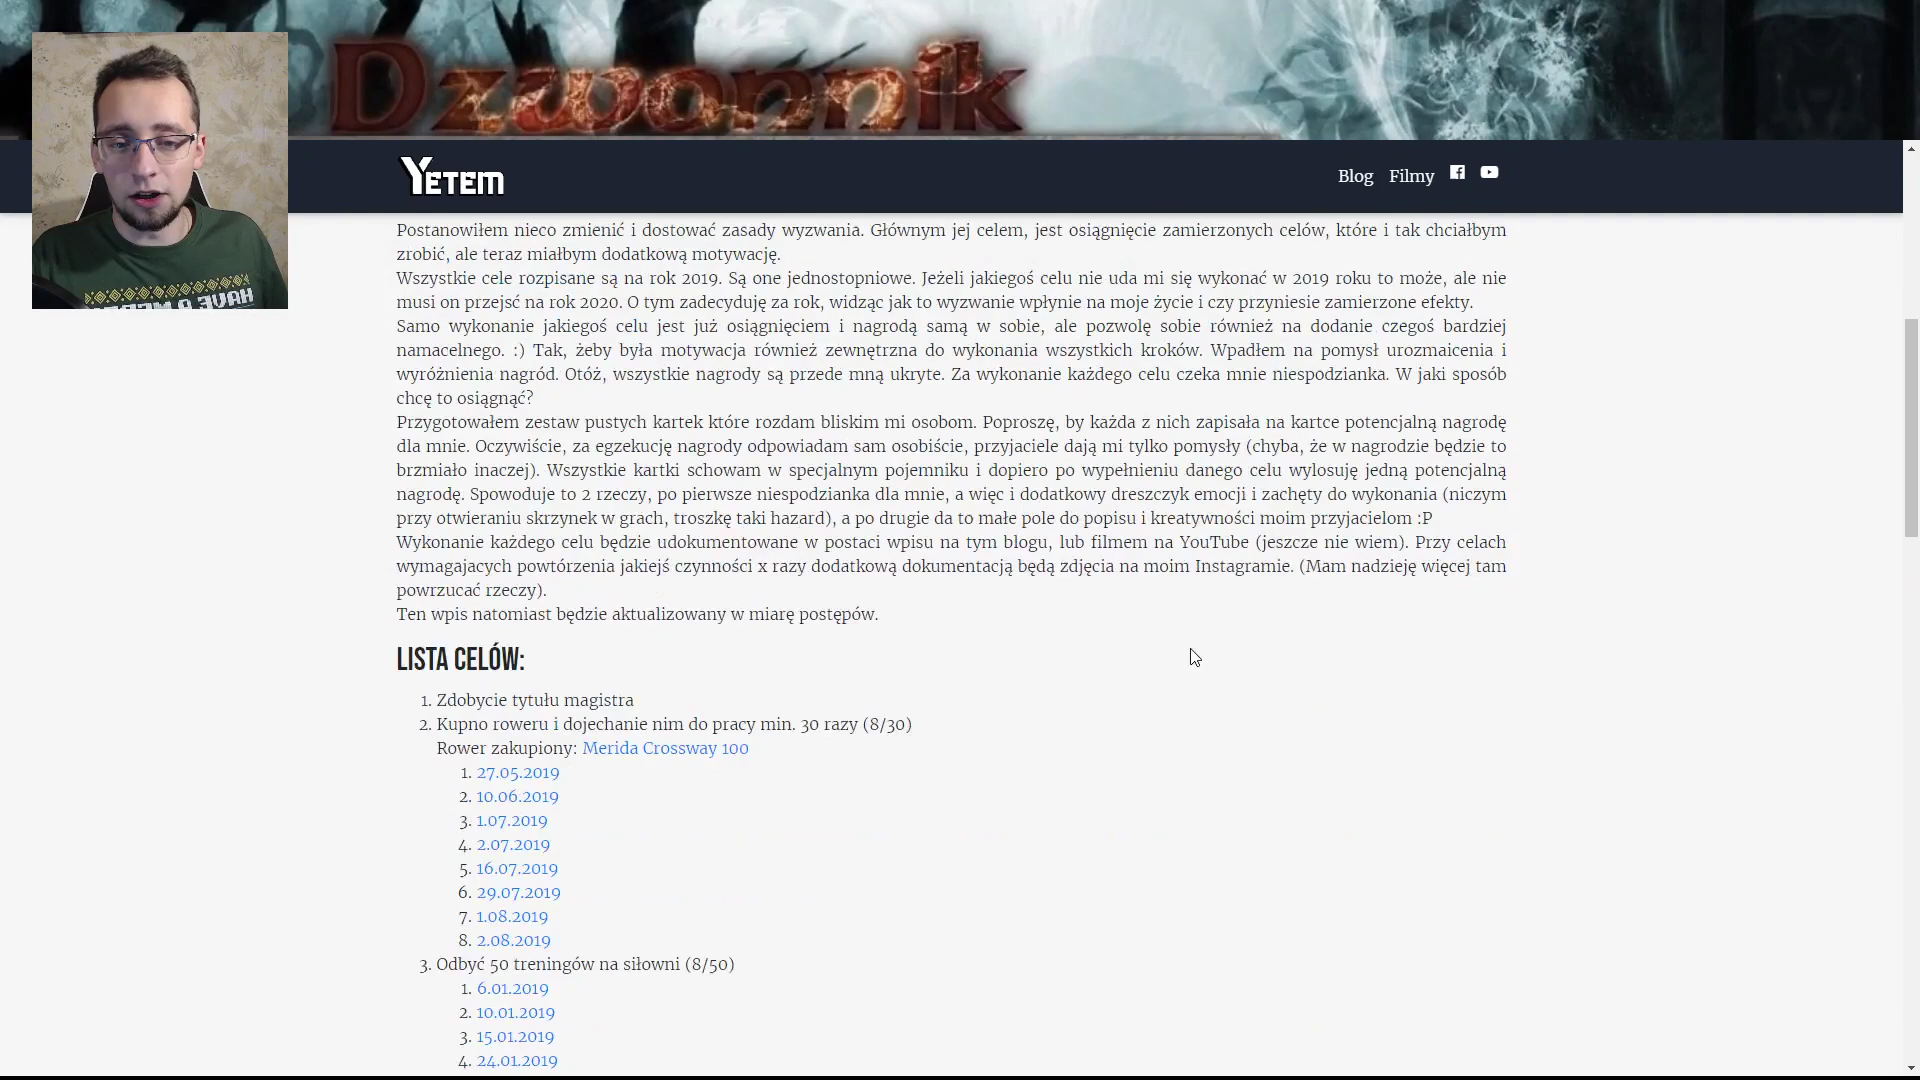 Dzwonnik
YETEM
Blog Filmy
Postanowiłem nieco zmienić i dostować zasady wyzwania. Głównym jej celem, jest osiągnięcie zamierzonych celów, które i tak chciałbym
zrobić, ale teraz miałbym dodatkową motywację.
Wszystkie cele rozpisane są na rok 2019. Są one jednostopniowe. Jeżeli jakiegoś celu nie uda mi się wykonać w 2019 roku to może, ale nie
musi on przejsć na rok 2020. O tym zadecyduję za rok, widząc jak to wyzwanie wpłynie na moje życie i czy przyniesie zamierzone efekty.
Samo wykonanie jakiegoś celu jest już osiągnięciem i nagrodą samą w sobie, ale pozwolę sobie również na dodanie czegoś bardziej
namacelnego. :) Tak, żeby była motywacja również zewnętrzna do wykonania wszystkich kroków. Wpadłem na pomysł urozmaicenia i
wyróżnienia nagród. Otóż, wszystkie nagrody są przede mną ukryte. Za wykonanie każdego celu czeka mnie niespodzianka. W jaki sposób
chcę to osiągnąć?
Przygotowałem zestaw pustych kartek które rozdam bliskim mi osobom. Poproszę, by każda z nich zapisała na kartce potencjalną nagrodę
dla mnie. Oczywiście, za egzekucję nagrody odpowiadam sam osobiście, przyjaciele dają mi tylko pomysły (chyba, że w nagrodzie będzie to
brzmiało inaczej). Wszystkie kartki schowam w specjalnym pojemniku i dopiero po wypełnieniu danego celu wylosuję jedną potencjalną
nagrodę. Spowoduje to 2 rzeczy, po pierwsze niespodzianka dla mnie, a więc i dodatkowy dreszczyk emocji i zachęty do wykonania (niczym
przy otwieraniu skrzynek w grach, troszkę taki hazard), a po drugie da to małe pole do popisu i kreatywności moim przyjacielom :P
Wykonanie każdego celu będzie udokumentowane w postaci wpisu na tym blogu, lub filmem na YouTube (jeszcze nie wiem). Przy celach
wymagajacych powtórzenia jakiejś czynności x razy dodatkową dokumentacją będą zdjęcia na moim Instagramie. (Mam nadzieję więcej tam
powrzucać rzeczy).
Ten wpis natomiast będzie aktualizowany w miarę postępów.
LISTA CELÓW:
1. Zdobycie tytułu magistra
2. Kupno roweru i dojechanie nim do pracy min. 30 razy (8/30)
Rower zakupiony: Merida Crossway 100
1. 27.05.2019
2. 10.06.2019
3. 1.07.2019
4. 2.07.2019
5. 16.07.2019
6. 29.07.2019
7. 1.08.2019
8. 2.08.2019
3. Odbyć 50 treningów na siłowni (8/50)
1. 6.01.2019
2. 10.01.2019
3. 15.01.2019
4. 24.01.2019